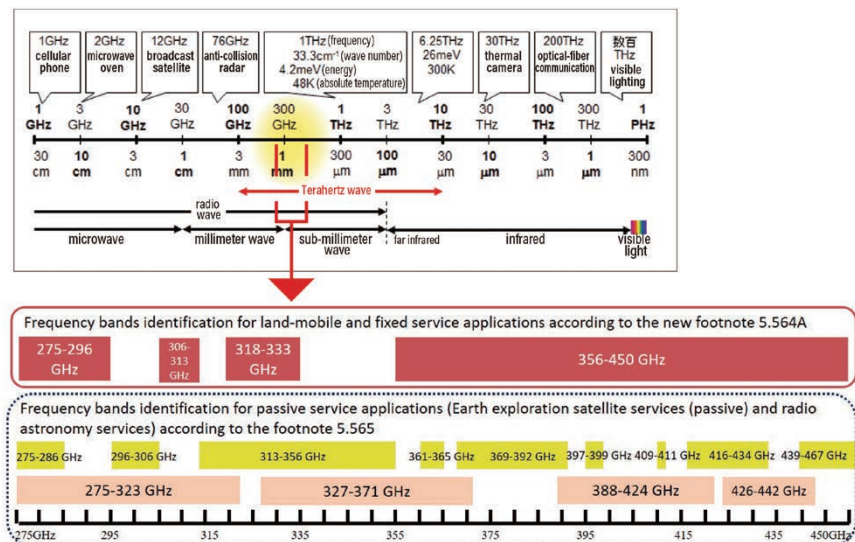 1GHz
cellular
phone
2GHz
microwave
oven
12GHz
broadcast
satellite
76GHz
anti-collision
radar
1THz(frequency)
33.3cm⁻¹(wave number)
4.2meV(energy)
48K(absolute temperature)
6.25THz
26meV
300K
30THz
thermal
camera
200THz
optical-fiber
communication
数百
THz
visible
lighting
1 3 10 30 100 300 1 3 10 30 100 300 1
GHz GHz GHz GHz GHz GHz THz THz THz THz THz THz PHz
30 10 3 1 3 1 300 100 30 10 3 1 300
cm cm cm cm mm mm μm μm μm μm μm μm nm
Terahertz wave
radio
wave
microwave millimeter wave sub-millimeter
wave
far infrared infrared visible
light
Frequency bands identification for land-mobile and fixed service applications according to the new footnote 5.564A
275-296
GHz
306-
313
GHz
318-333
GHz
356-450 GHz
Frequency bands identification for passive service applications (Earth exploration satellite services (passive) and radio
astronomy services) according to the footnote 5.565
275-286 GHz 296-306 GHz 313-356 GHz 361-365 GHz 369-392 GHz 397-399 GHz 409-411 GHz 416-434 GHz 439-467 GHz
275-323 GHz 327-371 GHz 388-424 GHz 426-442 GHz
275GHz 295 315 335 355 375 395 415 435 450GHz